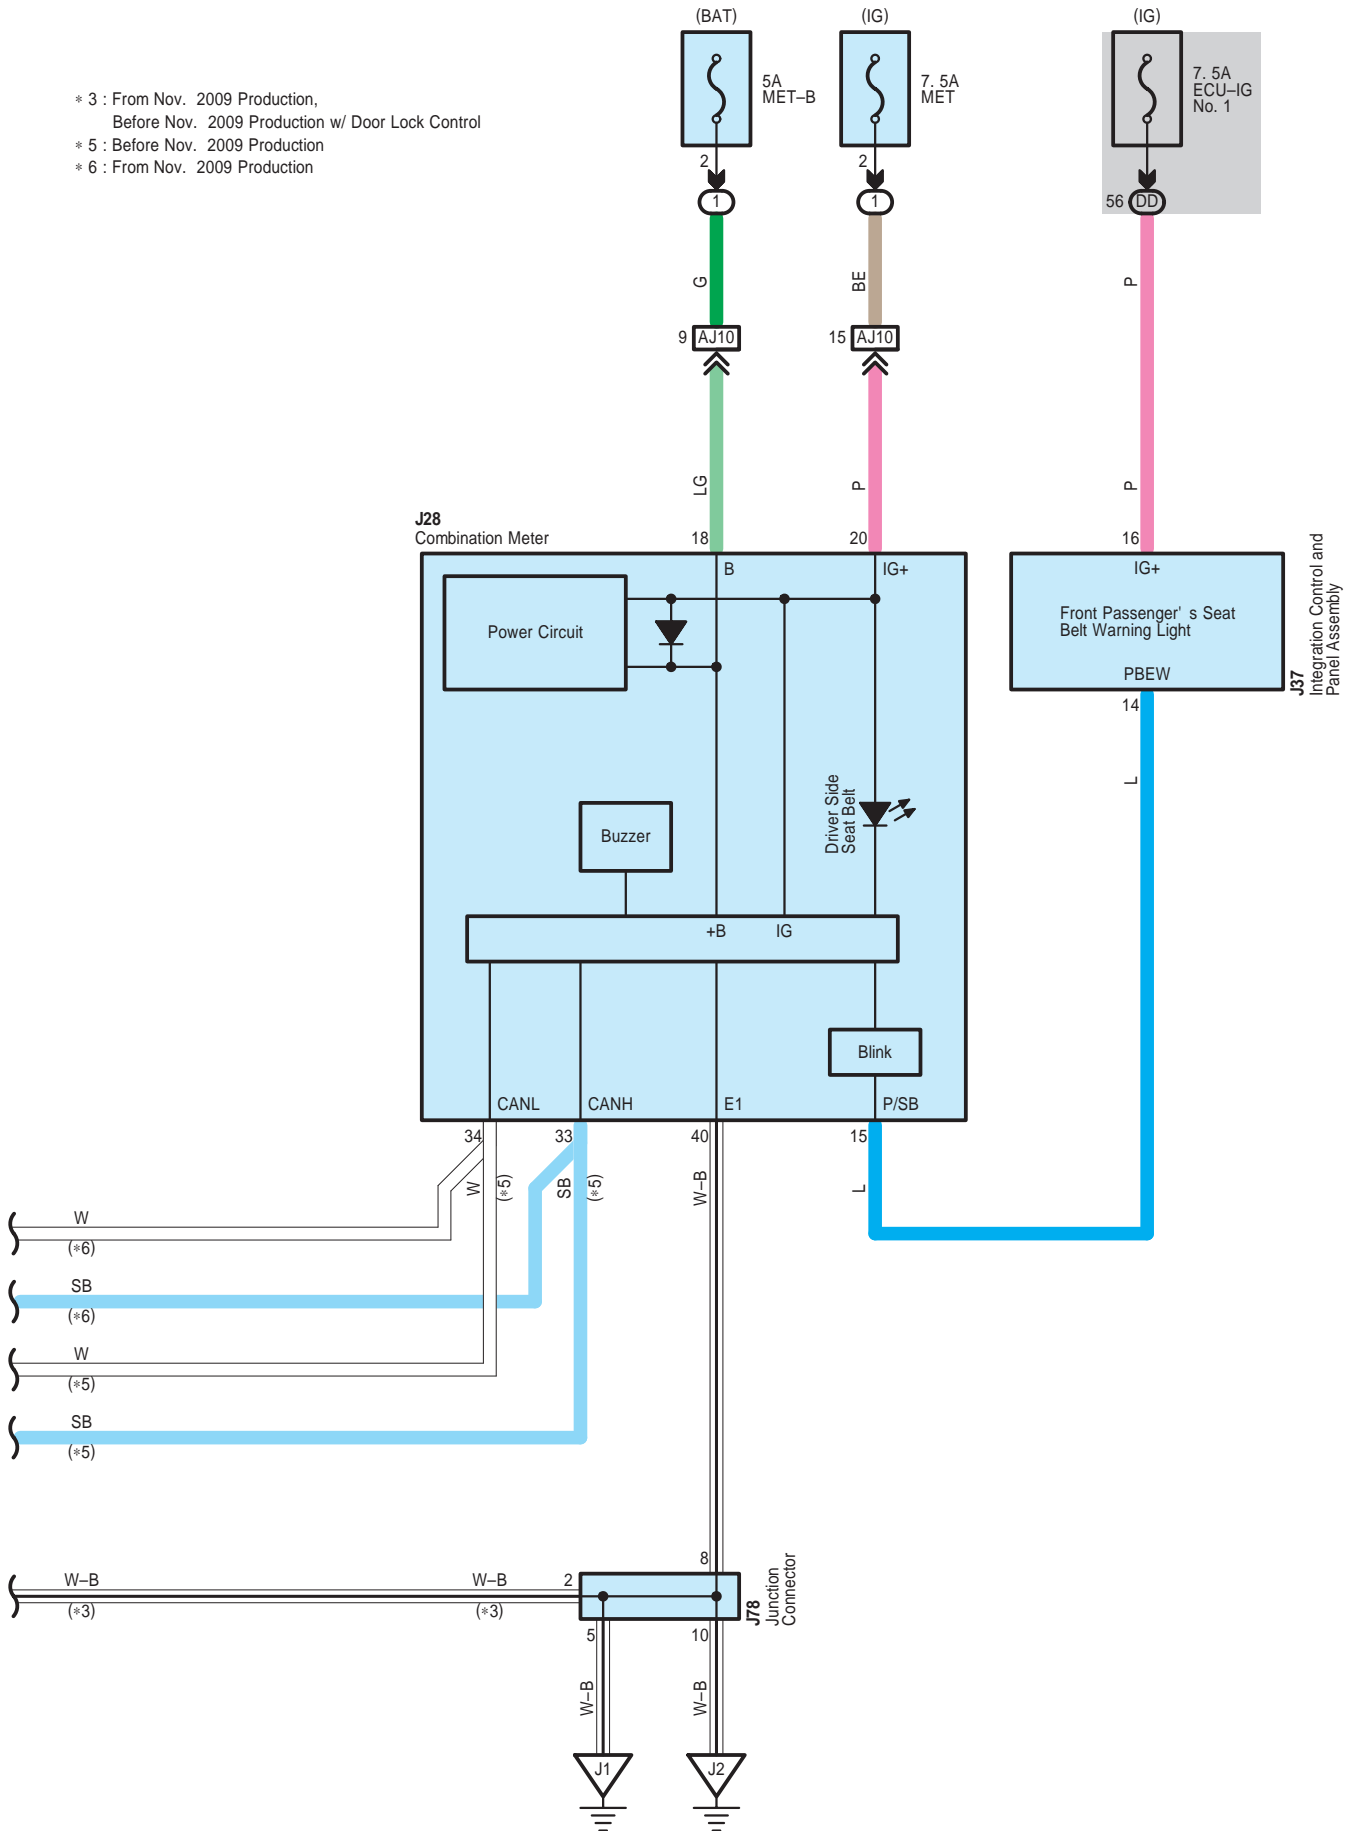 (BAT)
(IG)
(IG)
5A
MET–B
7. 5A
MET
7. 5A
ECU–IG
No. 1
∗ 3 : From Nov. 2009 Production,
Before Nov. 2009 Production w/ Door Lock Control
∗ 5 : Before Nov. 2009 Production
∗ 6 : From Nov. 2009 Production
2
2
1
1
56
DD
G
BE
P
9
AJ10
15
AJ10
LG
P
P
J28
Combination Meter
18
20
16
B
IG+
IG+
Power Circuit
Front Passenger' s Seat
Belt Warning Light
PBEW
J37
Integration Control and
Panel Assembly
14
L
Buzzer
Driver Side
Seat Belt
+B
IG
Blink
CANL
CANH
E1
P/SB
34
33
40
15
W
(∗5)
SB
(∗5)
W–B
L
W
(∗6)
SB
(∗6)
W
(∗5)
SB
(∗5)
8
W–B
(∗3)
W–B
(∗3)
2
J78
Junction
Connector
5
10
W–B
W–B
J1
J2